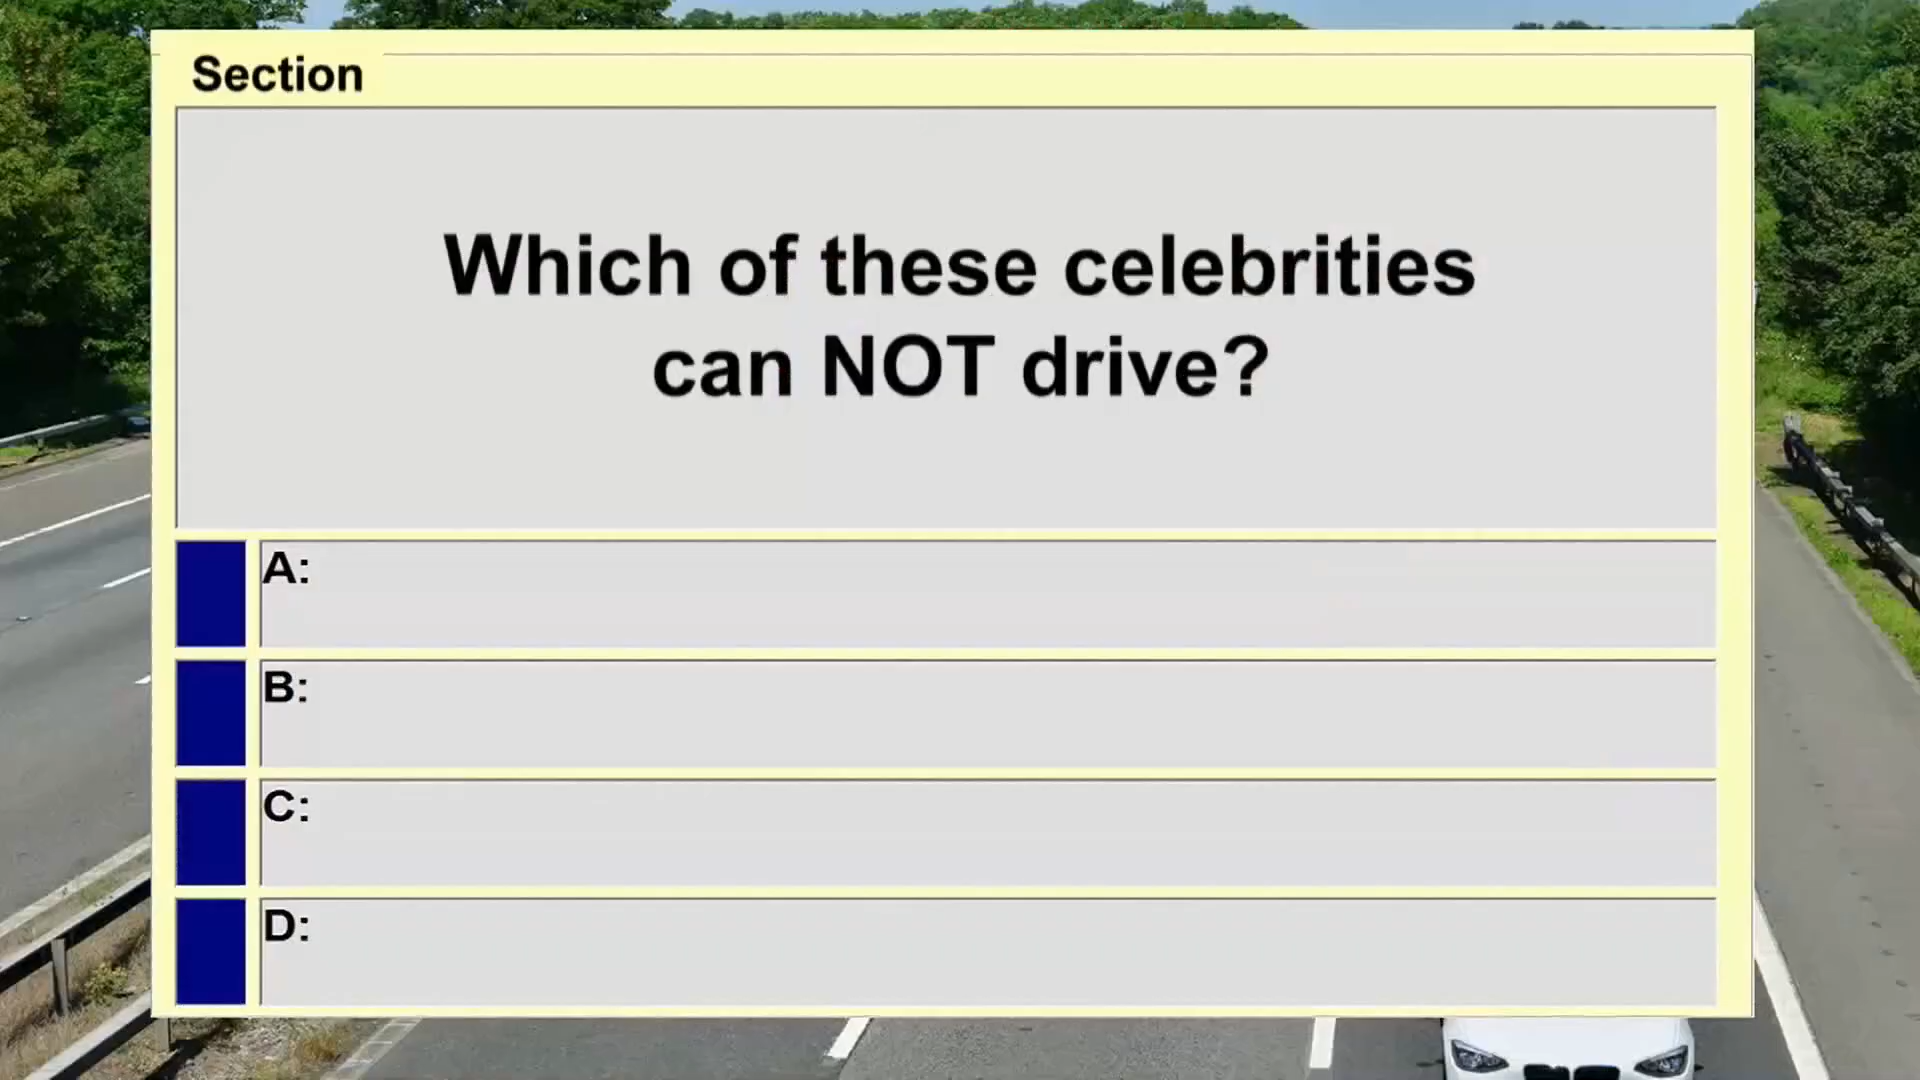 Section
Which of these celebrities
can NOT drive?
A:
B:
C:
D: